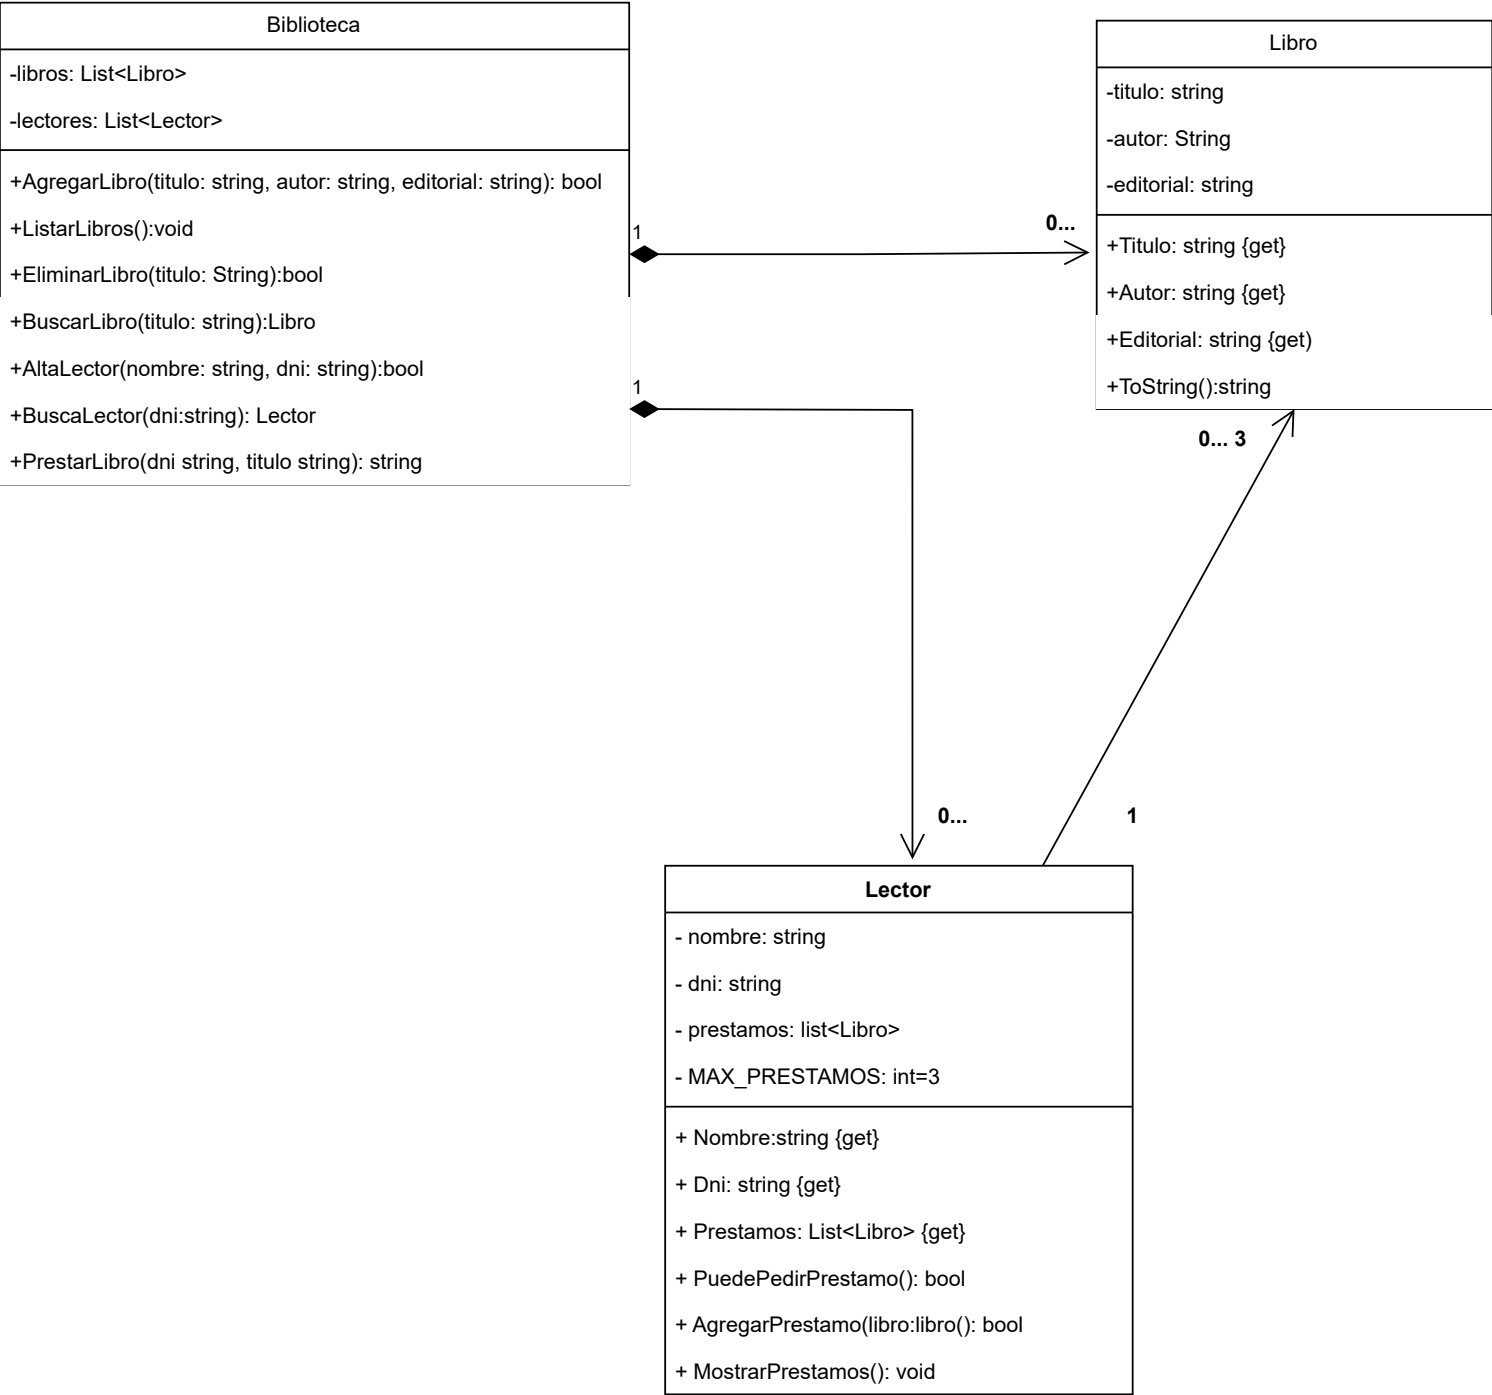 Biblioteca
-libros: List<Libro>
-lectores: List<Lector>
+AgregarLibro(titulo: string, autor: string, editorial: string): bool
+ListarLibros():void
+EliminarLibro(titulo: String):bool
+BuscarLibro(titulo: string):Libro
+AltaLector(nombre: string, dni: string):bool
+BuscaLector(dni:string): Lector
+PrestarLibro(dni string, titulo string): string
1
0...
1
Libro
-titulo: string
-autor: String
-editorial: string
+Titulo: string {get}
+Autor: string {get}
+Editorial: string {get)
+ToString():string
0... 3
0...
1
Lector
- nombre: string
- dni: string
- prestamos: list<Libro>
- MAX_PRESTAMOS: int=3
+ Nombre:string {get}
+ Dni: string {get}
+ Prestamos: List<Libro> {get}
+ PuedePedirPrestamo(): bool
+ AgregarPrestamo(libro:libro(): bool
+ MostrarPrestamos(): void